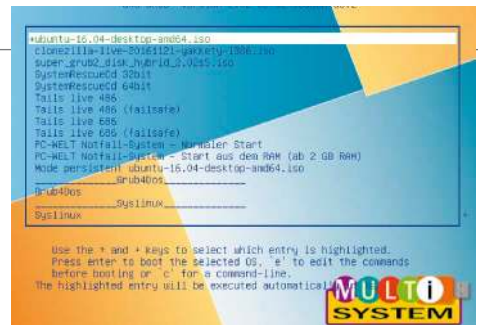 *ubuntu-16.04-desktop-amd64.iso
clonezilla-live-20161121-yakkety-i386.iso
super_grub2_disk_hybrid_2.02s5.iso
SystemRescueCd 32bit
SystemRescueCd 64bit
Tails live 486
Tails live 486 (failsafe)
Tails live 686
Tails live 686 (failsafe)
PC-WELT Notfall-System - Normaler Start
PC-WELT Notfall-System - Start aus dem RAM (ab 2 GB RAM)
Mode persistent ubuntu-16.04-desktop-amd64.iso
______________Grub4Dos______________
Grub4Dos
______________Syslinux______________
Syslinux
Use the ↑ and ↓ keys to select which entry is highlighted.
Press enter to boot the selected OS, 'e' to edit the commands
before booting or 'c' for a command-line.
The highlighted entry will be executed automatical
MULTi
SYSTEM